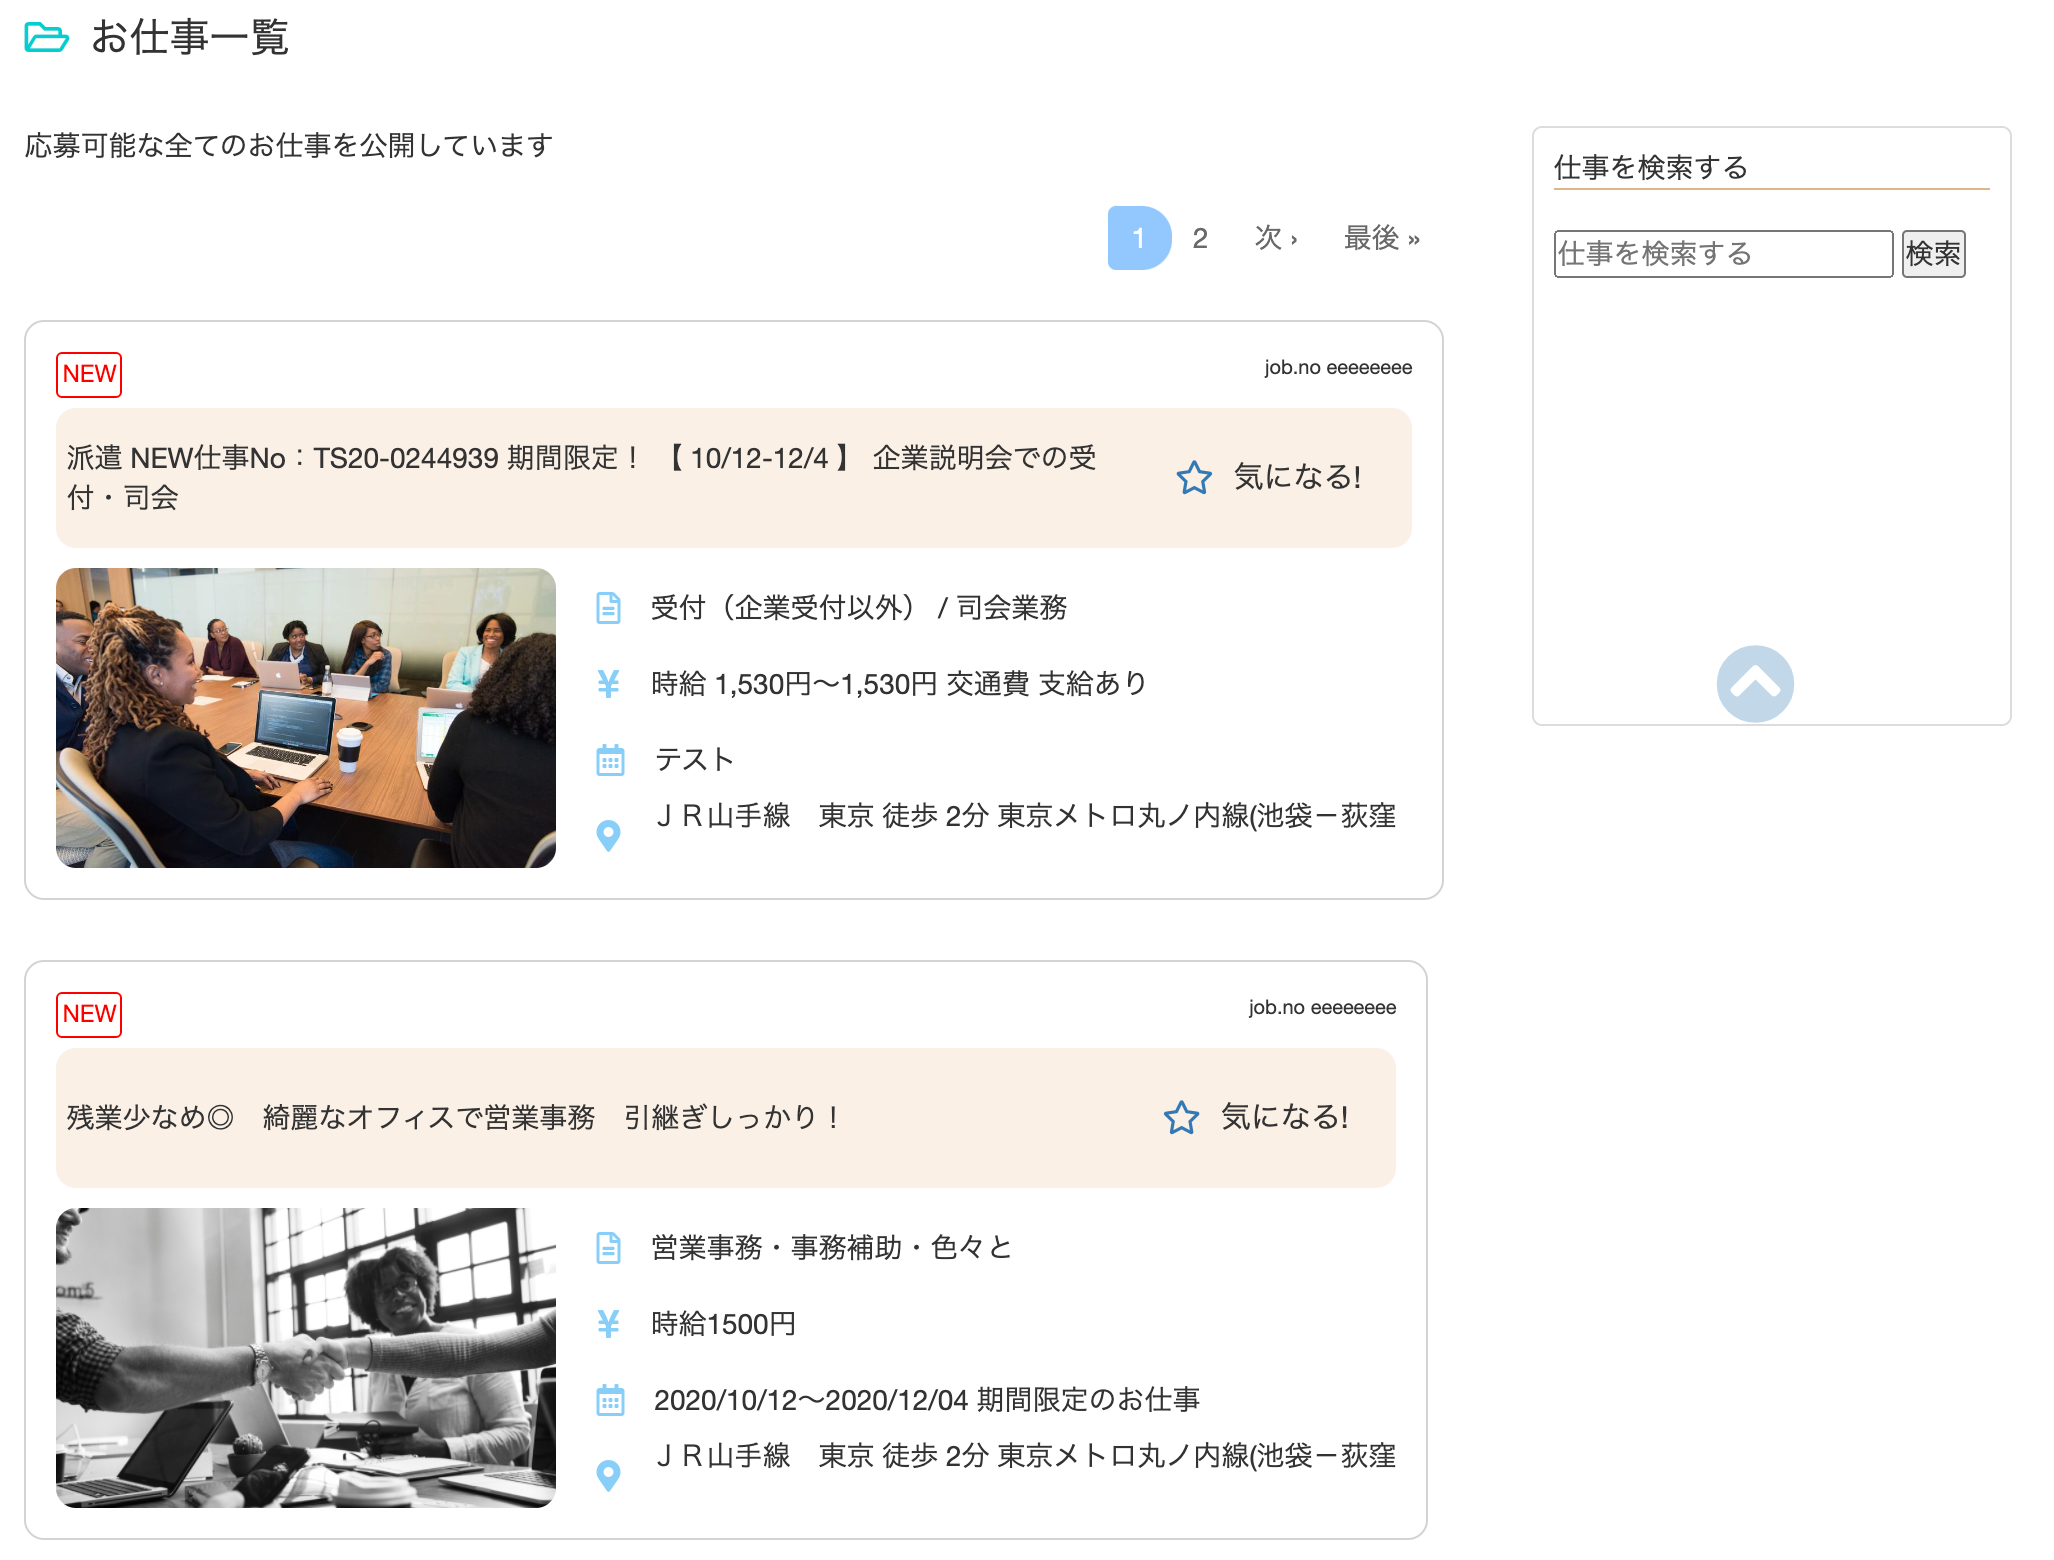 お仕事一覧
応募可能な全てのお仕事を公開しています
1 2 次 › 最後 »
NEW
job.no eeeeeeee
派遣 NEW仕事No：TS20-0244939 期間限定！ 【 10/12-12/4 】 企業説明会での受
付・司会
気になる!
受付（企業受付以外） / 司会業務
時給 1,530円〜1,530円 交通費 支給あり
テスト
ＪＲ山手線　東京 徒歩 2分 東京メトロ丸ノ内線(池袋－荻窪
NEW
job.no eeeeeeee
残業少なめ◎　綺麗なオフィスで営業事務　引継ぎしっかり！
気になる!
営業事務・事務補助・色々と
時給1500円
2020/10/12〜2020/12/04 期間限定のお仕事
ＪＲ山手線　東京 徒歩 2分 東京メトロ丸ノ内線(池袋－荻窪
仕事を検索する
仕事を検索する 検索